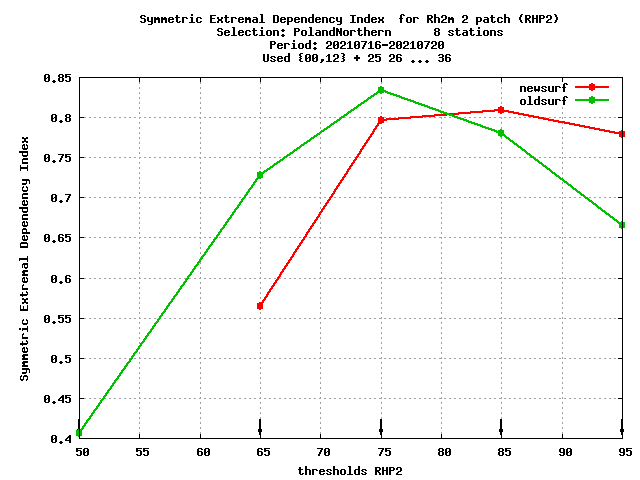 Symmetric Extremal Dependency Index  for Rh2m 2 patch (RHP2)
Selection: PolandNorthern      8 stations
Period: 20210716-20210720
Used {00,12} + 25 26 ... 36
newsurf
oldsurf
Symmetric Extremal Dependency Index
0.85
0.8
0.75
0.7
0.65
0.6
0.55
0.5
0.45
0.4
50 55 60 65 70 75 80 85 90 95
thresholds RHP2